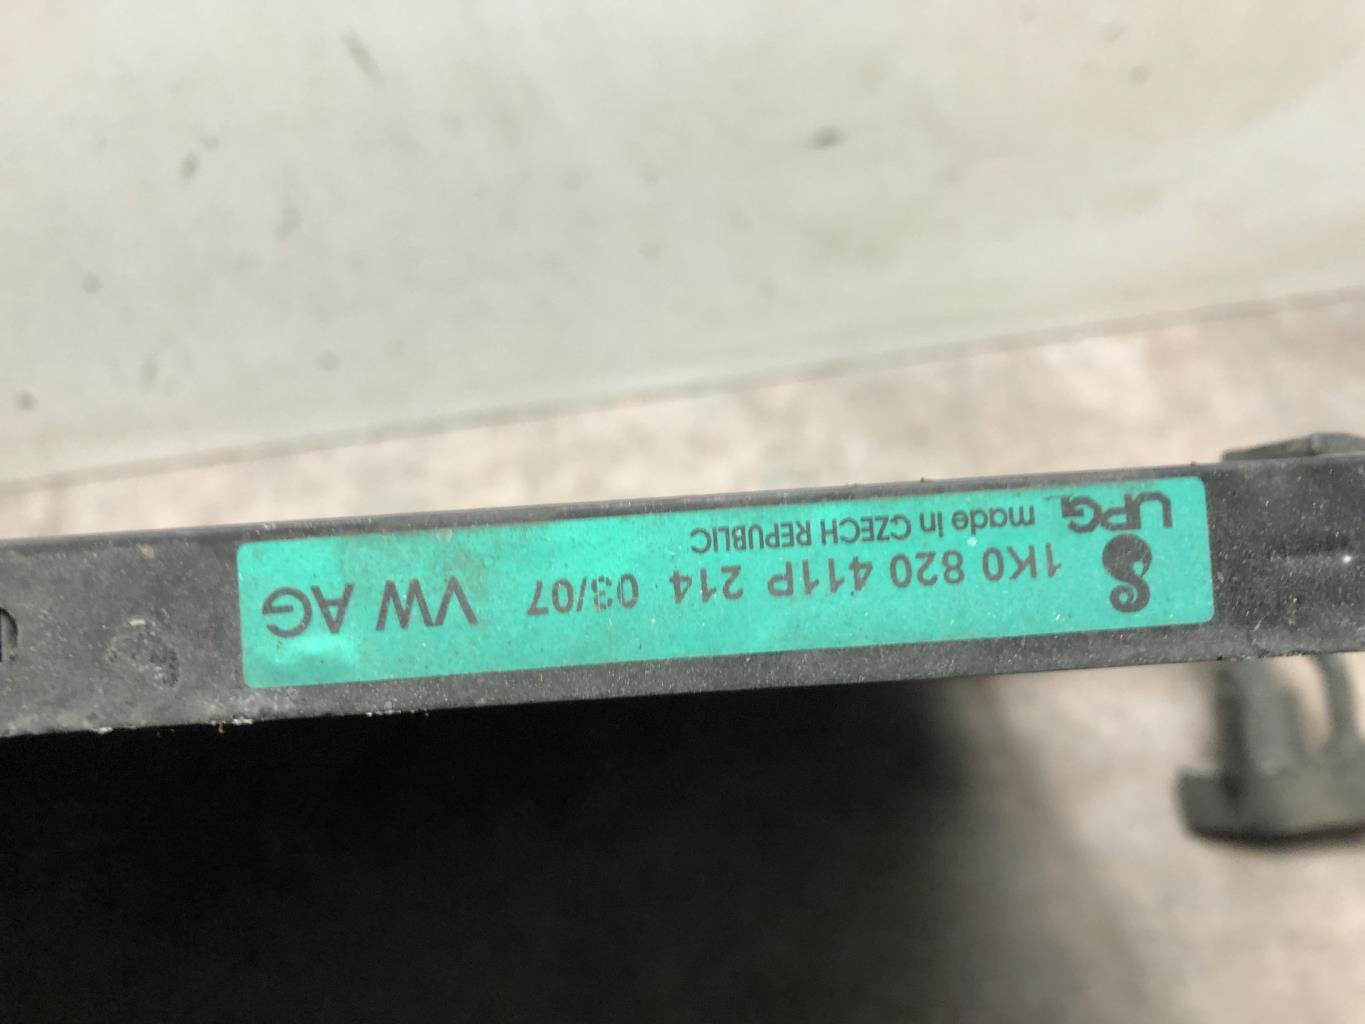 1K0 820 411P 214 03/07 VW AG
UPG made in CZECH REPUBLIC